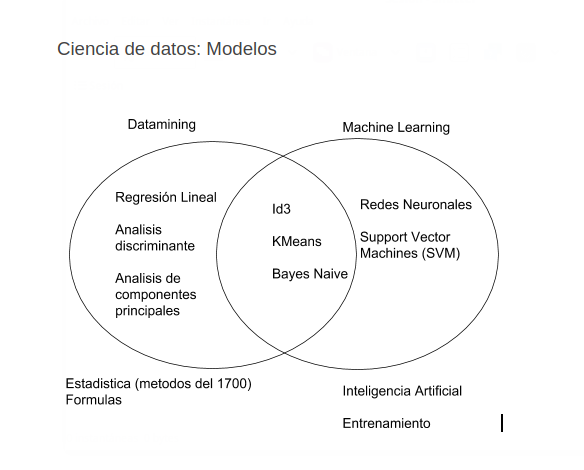 Ciencia de datos: Modelos
Datamining
Machine Learning
Regresión Lineal
Analisis
discriminante
Analisis de
componentes
principales
Id3
KMeans
Bayes Naive
Redes Neuronales
Support Vector
Machines (SVM)
Estadistica (metodos del 1700)
Formulas
Inteligencia Artificial
Entrenamiento